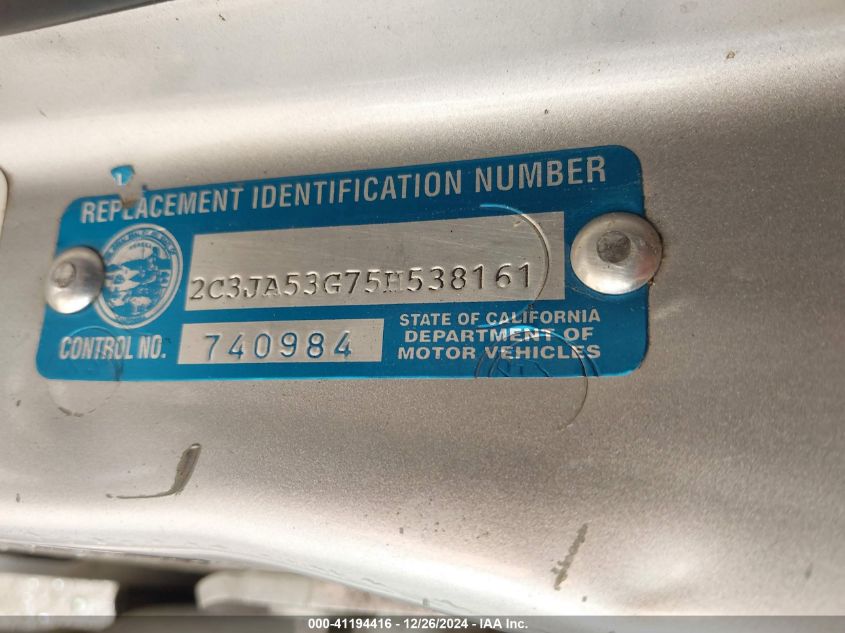 REPLACEMENT IDENTIFICATION NUMBER
2C3JA53G75H538161
CONTROL NO. 740984
STATE OF CALIFORNIA
DEPARTMENT OF
MOTOR VEHICLES
000-41194416 - 12/26/2024 - IAA Inc.